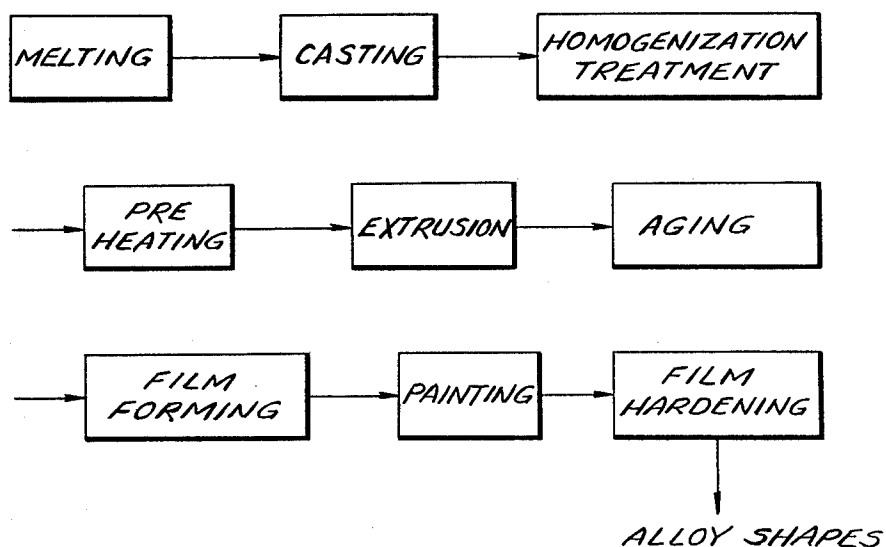 MELTING
CASTING
HOMOGENIZATION
TREATMENT
PRE
HEATING
EXTRUSION
AGING
FILM
FORMING
PAINTING
FILM
HARDENING
ALLOY SHAPES